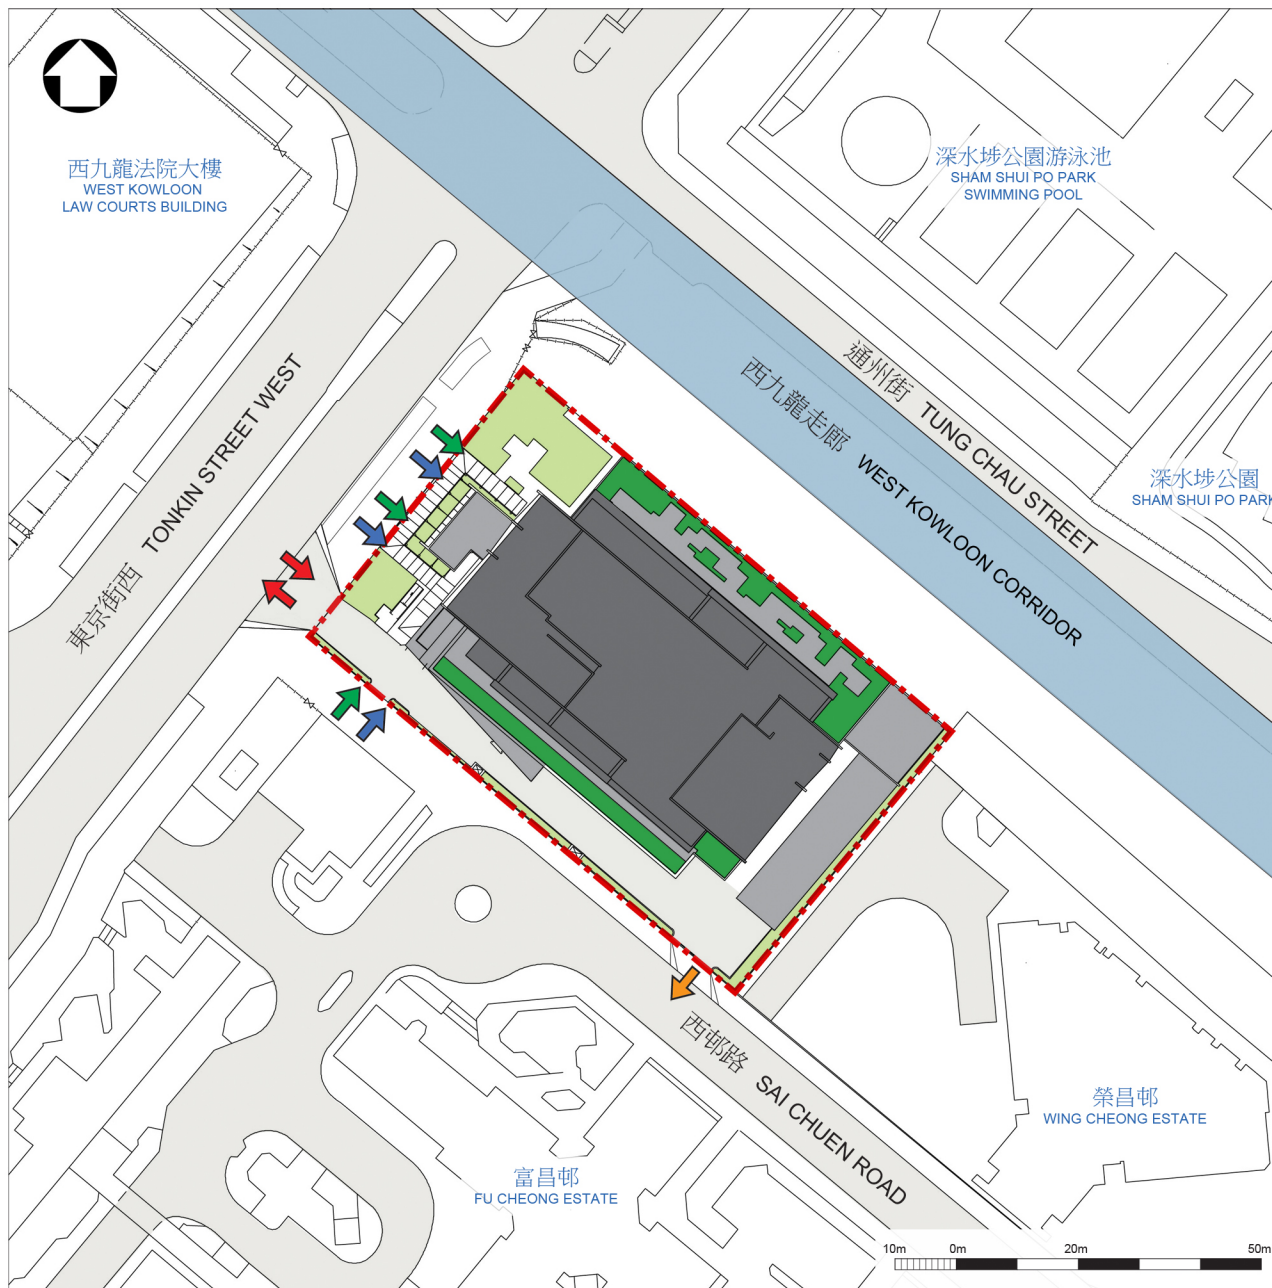 西九龍法院大樓
WEST KOWLOON
LAW COURTS BUILDING
深水埗公園游泳池
SHAM SHUI PO PARK
SWIMMING POOL
通州街 TUNG CHAU STREET
西九龍走廊 WEST KOWLOON CORRIDOR
深水埗公園
SHAM SHUI PO PARK
東京街西 TONKIN STREET WEST
西邨路 SAI CHUEN ROAD
榮昌邨
WING CHEONG ESTATE
富昌邨
FU CHEONG ESTATE
10m 0m 20m 50m